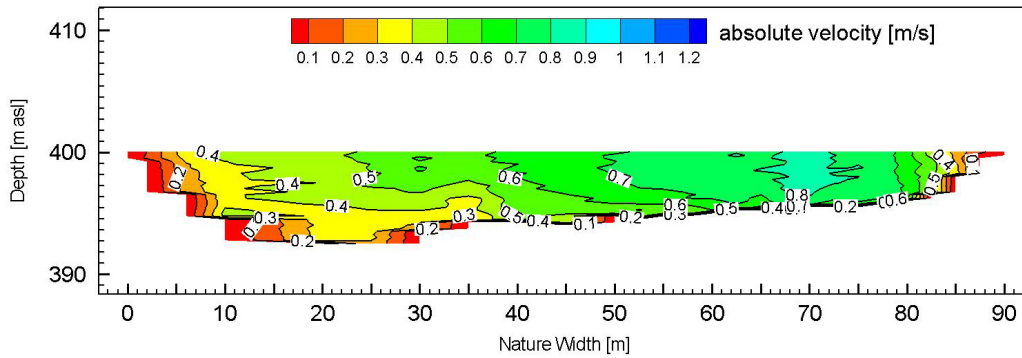 410
absolute velocity [m/s]
0.1 0.2 0.3 0.4 0.5 0.6 0.7 0.8 0.9 1 1.1 1.2
Depth [m asl]
400
0.4 0.4 0.1
0.2 0.5 0.6 0.7 0.5
0.4 0.8
0.4 0.3 0.6 0.6
0.3 0.5 0.4 0.1 0.2 0.3 0.5 0.4 0.1 0.2
0.2 0.2
390
0 10 20 30 40 50 60 70 80 90
Nature Width [m]